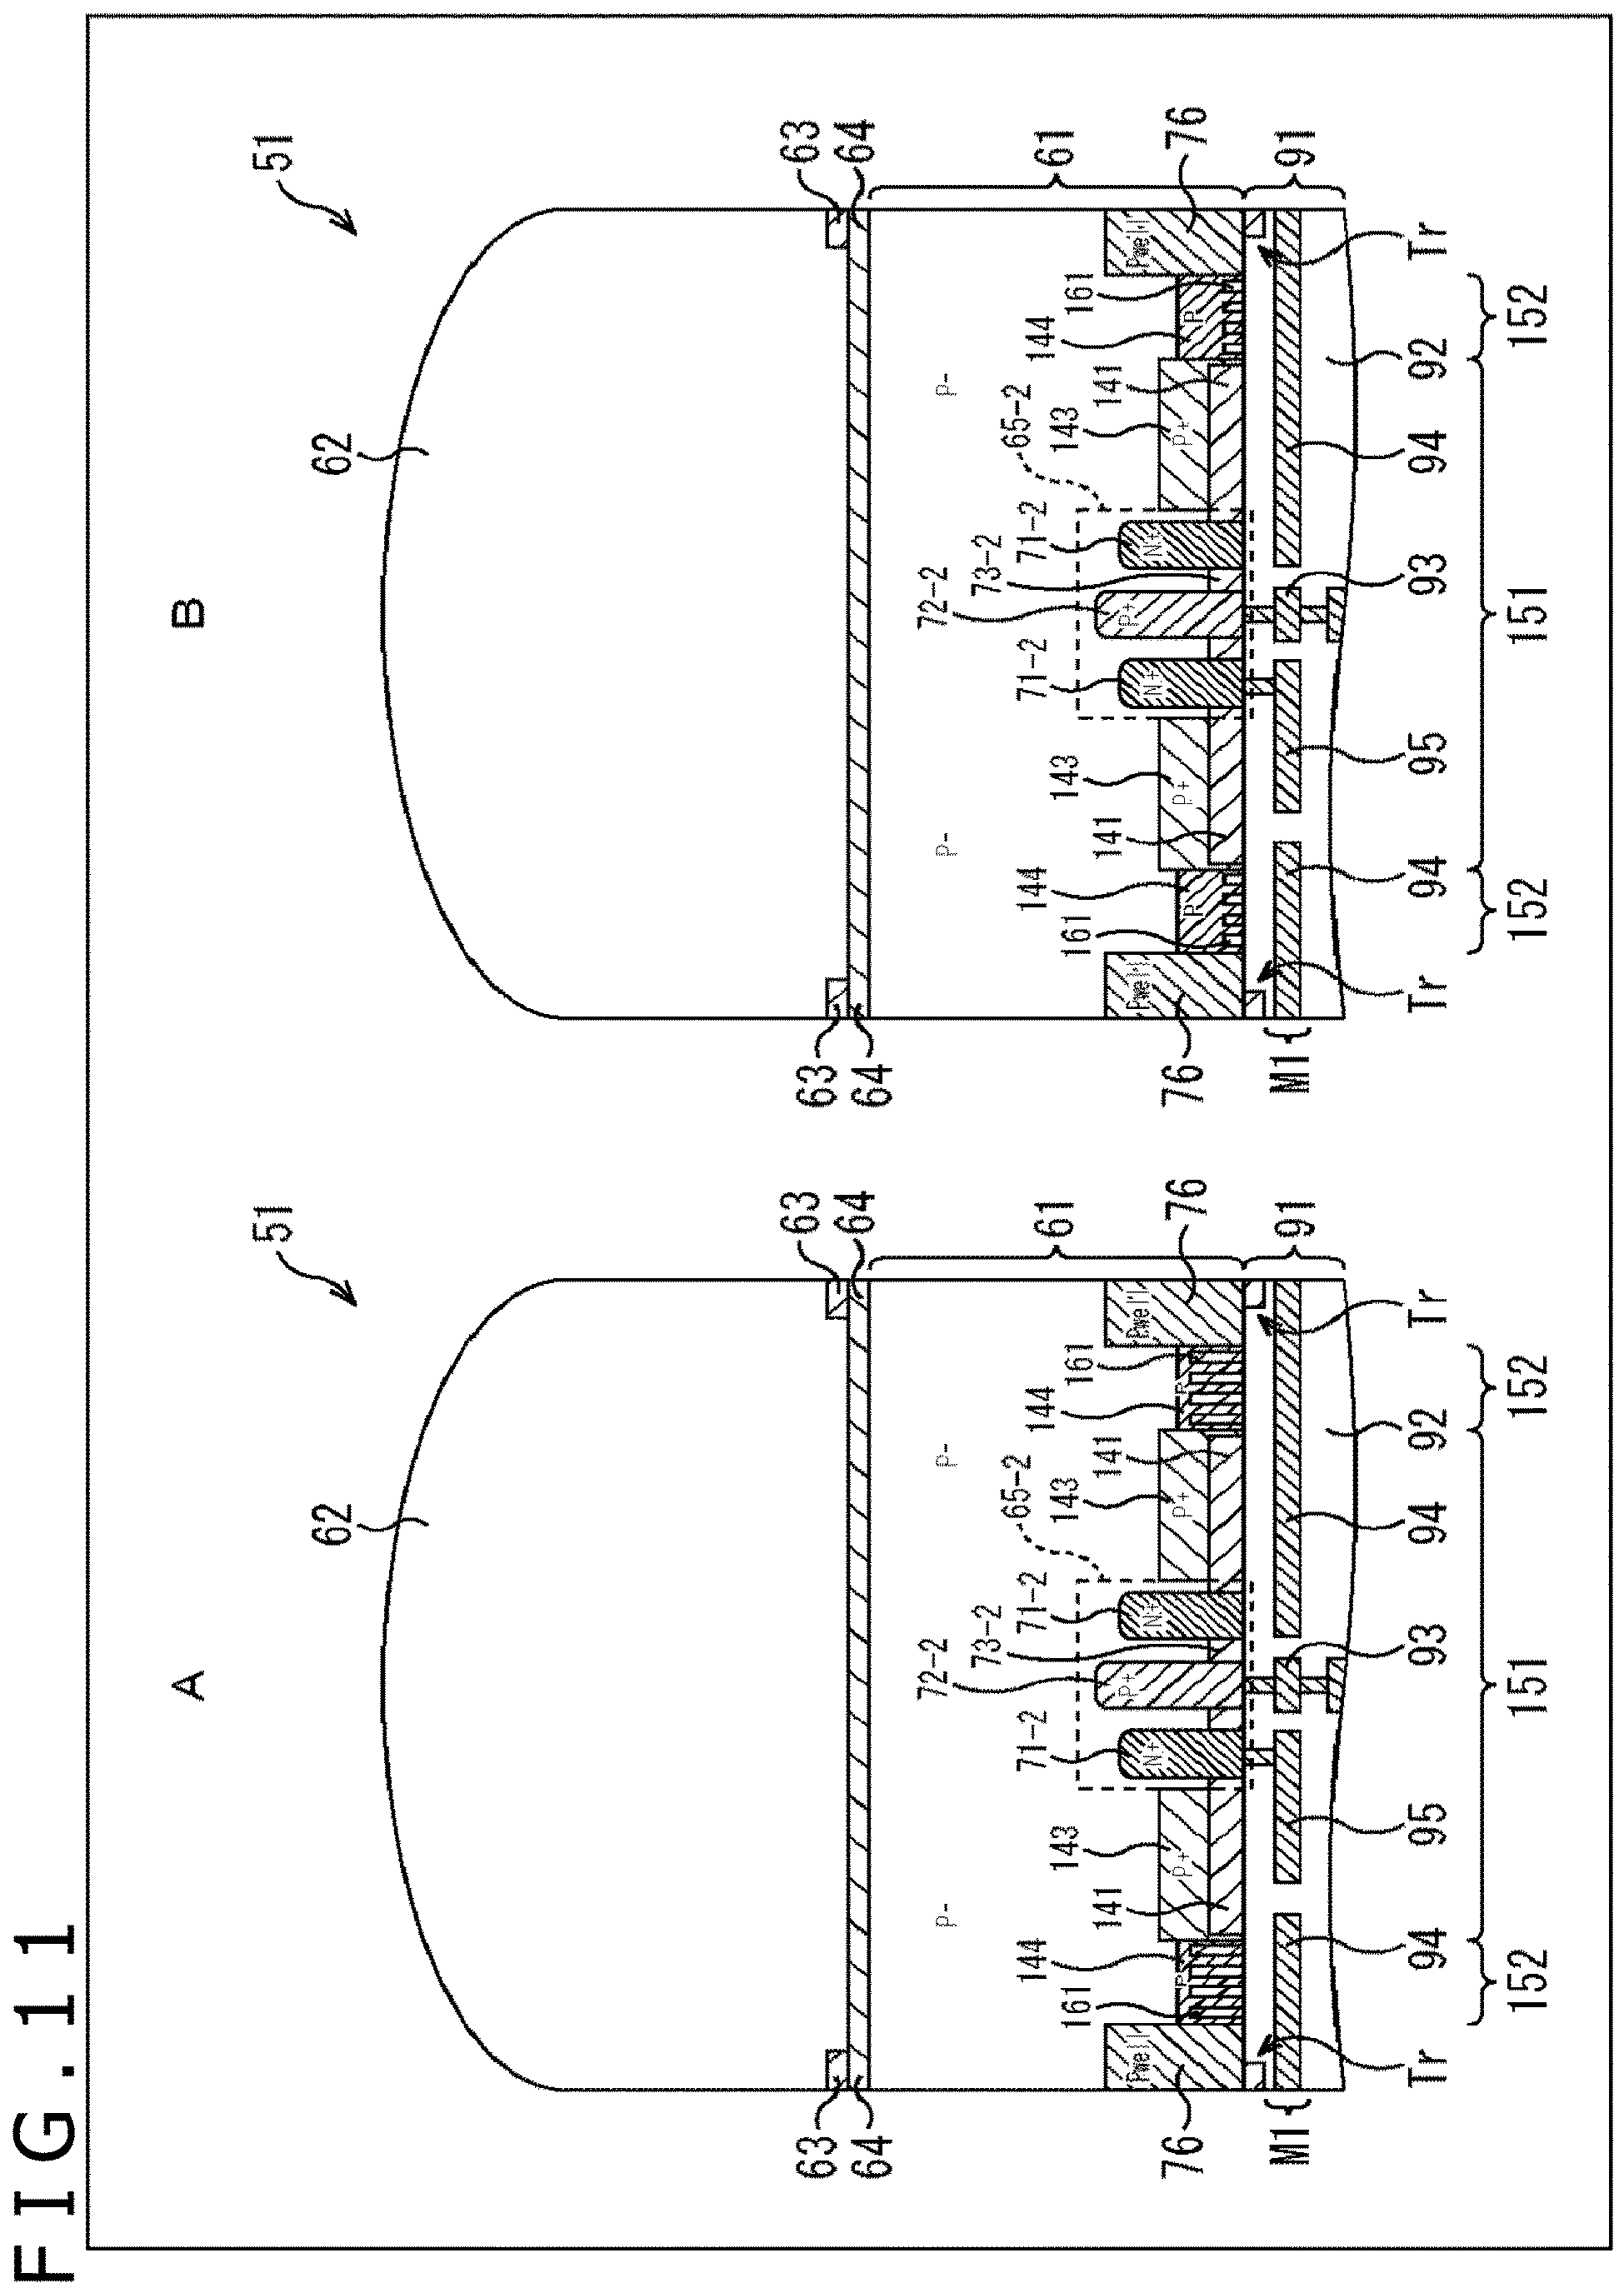 FIG.11
A
51
62
63
64
63
64
P-
P-
61
65-2
72-2
73-2
71-2
71-2
143
143
141
141
144
144
161
161
P+
P+
P+
N+
N+
P
P
Pwell
Pwell
76
76
91
M1
Tr
Tr
94
95
93
94
92
152
151
152
B
51
62
63
64
63
64
P-
P-
61
65-2
72-2
73-2
71-2
71-2
143
143
141
141
144
144
161
161
P+
P+
P+
N+
N+
P
P
Pwell
Pwell
76
76
91
M1
Tr
Tr
94
95
93
94
92
152
151
152